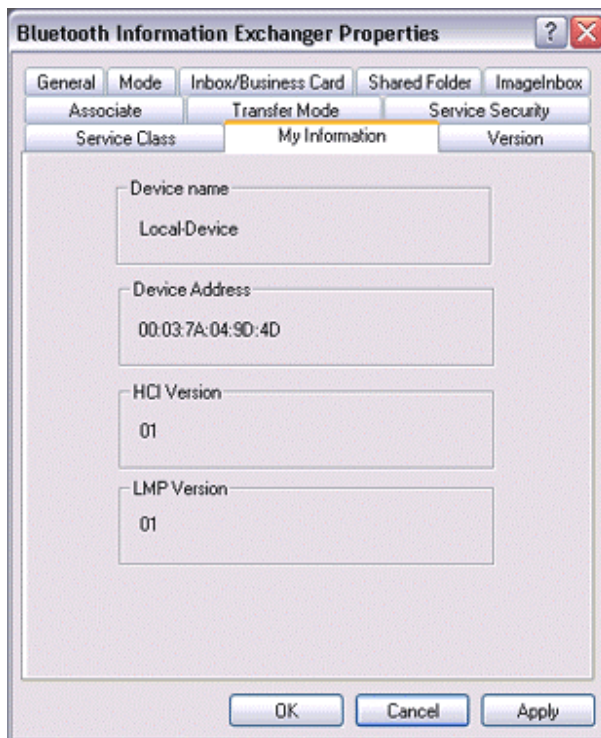 Bluetooth Information Exchanger Properties
General Mode Inbox/Business Card Shared Folder ImageInbox
Associate Transfer Mode Service Security
Service Class My Information Version
Device name
Local-Device
Device Address
00:03:7A:04:9D:4D
HCI Version
01
LMP Version
01
OK Cancel Apply